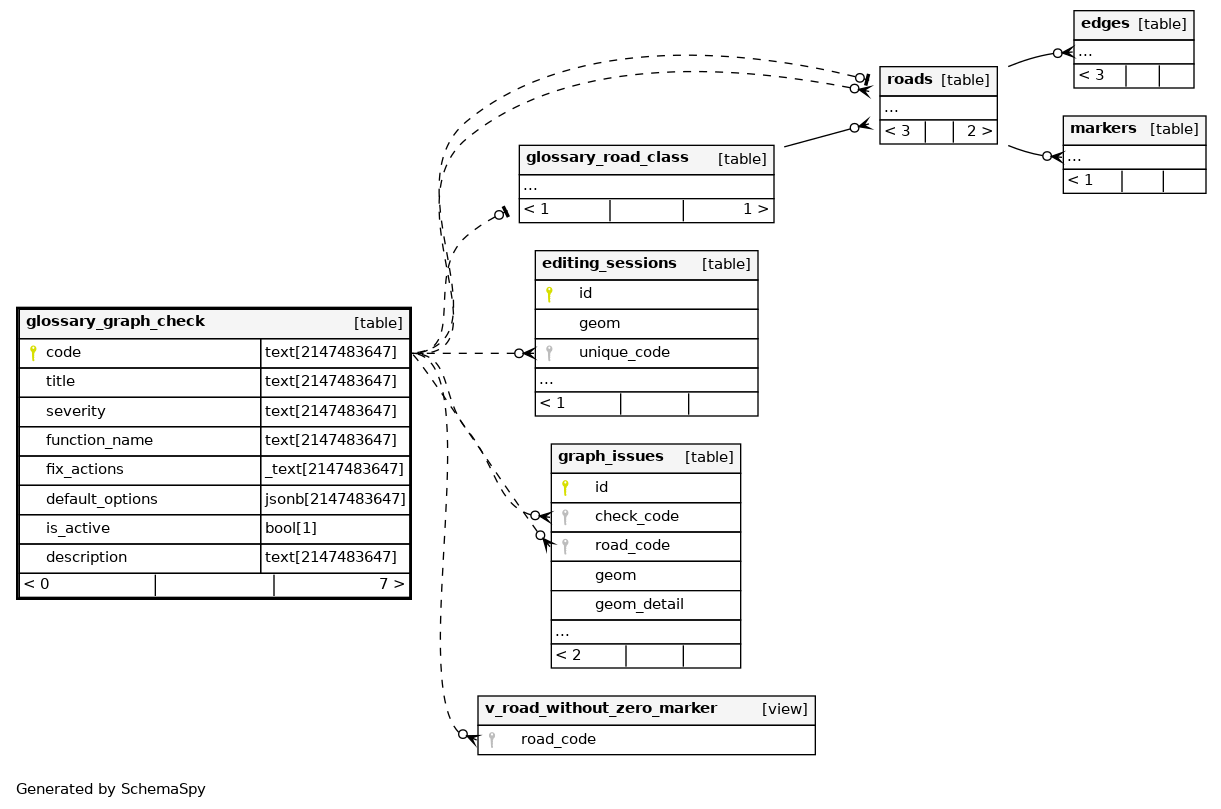 edges [table]
...
< 3
roads [table]
...
< 3 2 >
markers [table]
...
< 1
glossary_road_class [table]
...
< 1 1 >
editing_sessions [table]
id
geom
unique_code
...
< 1
glossary_graph_check [table]
code text[2147483647]
title text[2147483647]
severity text[2147483647]
function_name text[2147483647]
fix_actions _text[2147483647]
default_options jsonb[2147483647]
is_active bool[1]
description text[2147483647]
< 0 7 >
graph_issues [table]
id
check_code
road_code
geom
geom_detail
...
< 2
v_road_without_zero_marker [view]
road_code
Generated by SchemaSpy